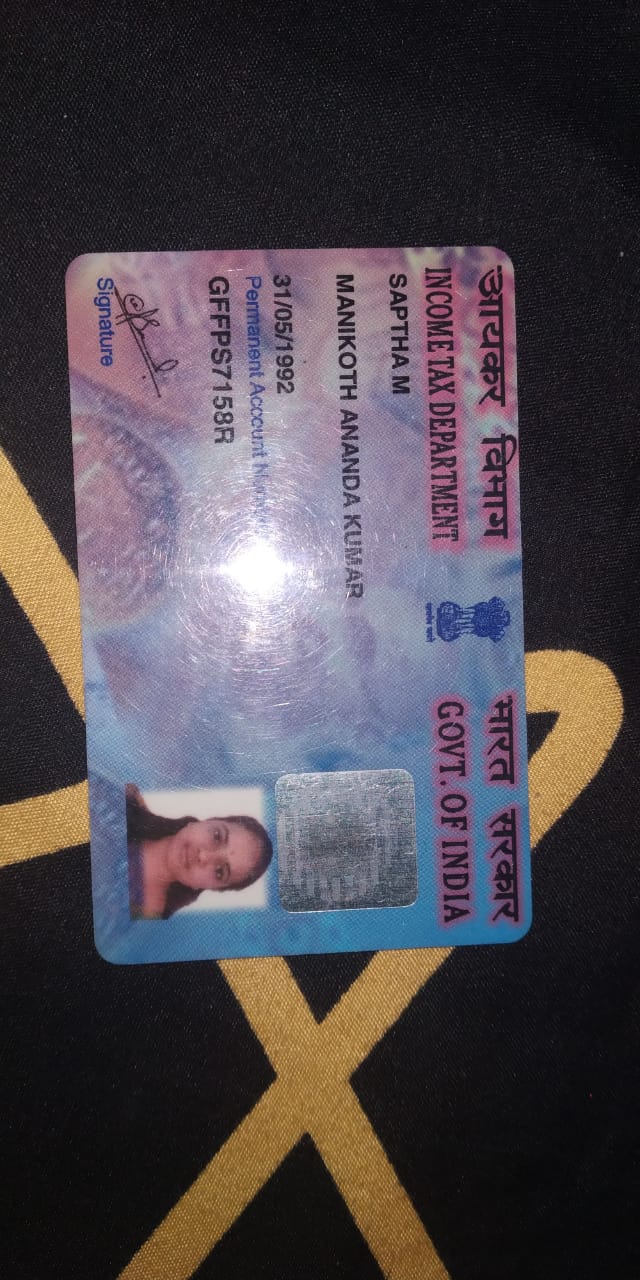 आयकर विभाग
INCOME TAX DEPARTMENT
भारत सरकार
GOVT. OF INDIA
SAPTHA M
MANIKOTH ANANDA KUMAR
31/05/1992
Permanent Account Number
GFFPS7158R
Signature